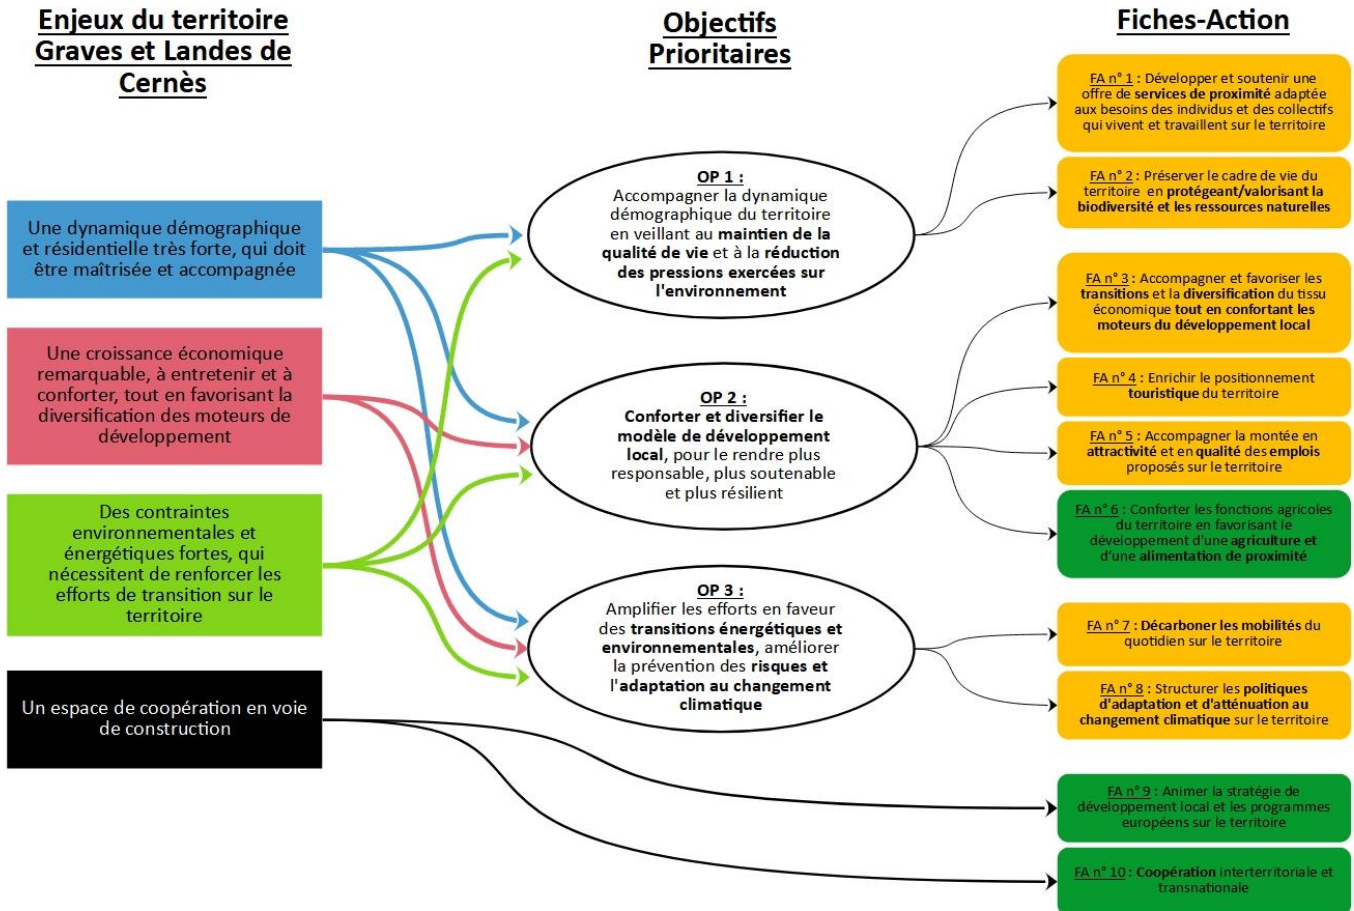 Enjeux du territoire
Graves et Landes de
Cernès
Une dynamique démographique
et résidentielle très forte, qui doit
être maîtrisée et accompagnée
Une croissance économique
remarquable, à entretenir et à
conforter, tout en favorisant la
diversification des moteurs de
développement
Des contraintes
environnementales et
énergétiques fortes, qui
nécessitent de renforcer les
efforts de transition sur le
territoire
Un espace de coopération en voie
de construction
Objectifs
Prioritaires
OP 1 :
Accompagner la dynamique
démographique du territoire
en veillant au maintien de la
qualité de vie et à la réduction
des pressions exercées sur
l'environnement
OP 2 :
Conforter et diversifier le
modèle de développement
local, pour le rendre plus
responsable, plus soutenable
et plus résilient
OP 3 :
Amplifier les efforts en faveur
des transitions énergétiques et
environnementales, améliorer
la prévention des risques et
l'adaptation au changement
climatique
Fiches-Action
FA n° 1 : Développer et soutenir une
offre de services de proximité adaptée
aux besoins des individus et des collectifs
qui vivent et travaillent sur le territoire
FA n° 2 : Préserver le cadre de vie du
territoire en protégeant/valorisant la
biodiversité et les ressources naturelles
FA n° 3 : Accompagner et favoriser les
transitions et la diversification du tissu
économique tout en confortant les
moteurs du développement local
FA n° 4 : Enrichir le positionnement
touristique du territoire
FA n° 5 : Accompagner la montée en
attractivité et en qualité des emplois
proposés sur le territoire
FA n° 6 : Conforter les fonctions agricoles
du territoire en favorisant le
développement d'une agriculture et
d'une alimentation de proximité
FA n° 7 : Décarboner les mobilités du
quotidien sur le territoire
FA n° 8 : Structurer les politiques
d'adaptation et d'atténuation au
changement climatique sur le territoire
FA n° 9 : Animer la stratégie de
développement local et les programmes
européens sur le territoire
FA n° 10 : Coopération interterritoriale et
transnationale